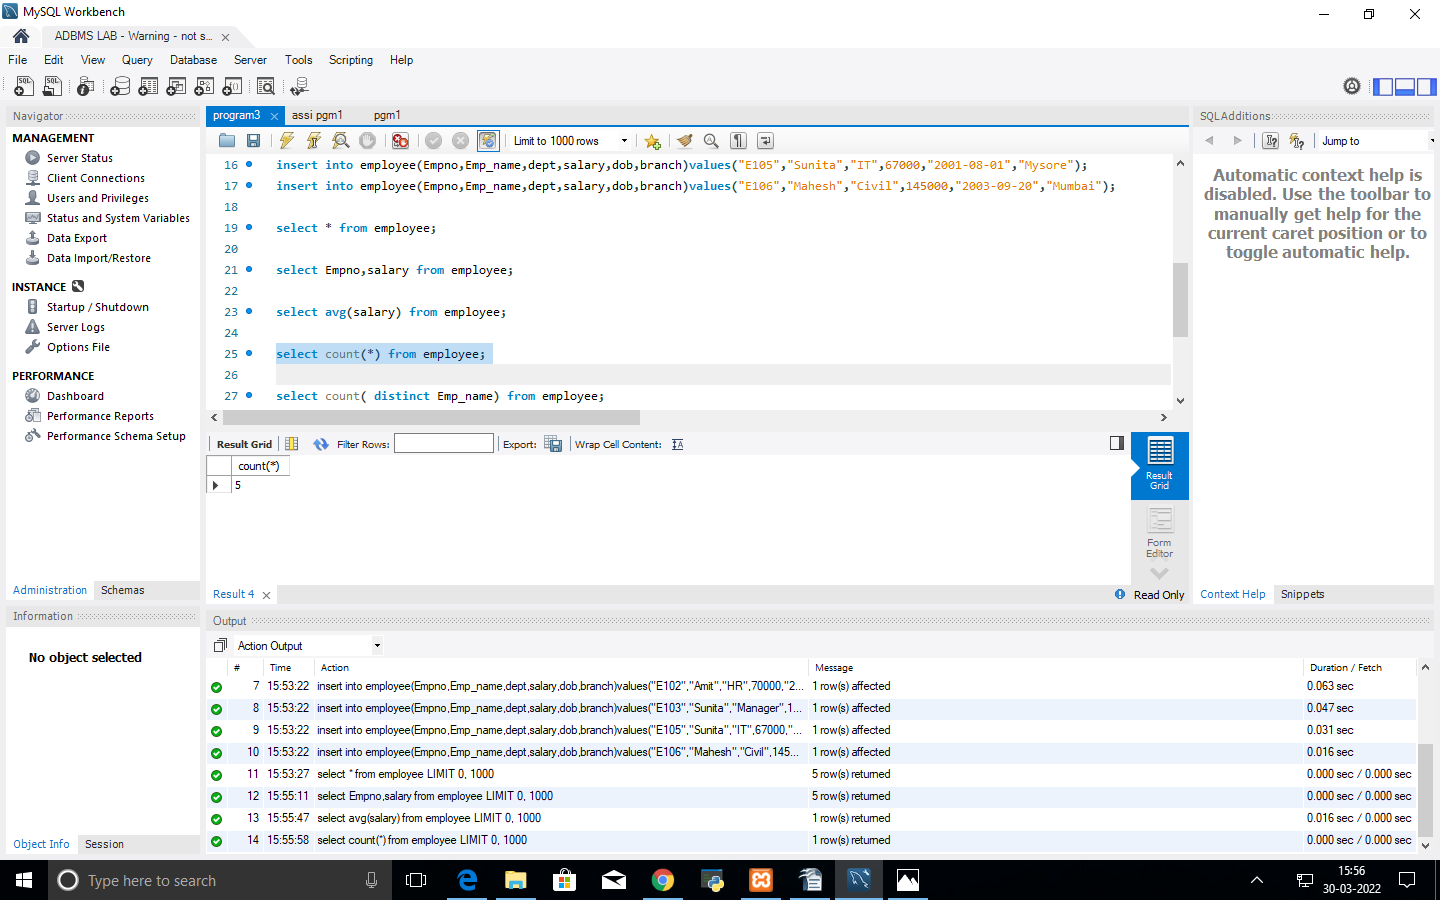 MySQL Workbench
ADBMS LAB - Warning - not s...
File Edit View Query Database Server Tools Scripting Help
Navigator
MANAGEMENT
Server Status
Client Connections
Users and Privileges
Status and System Variables
Data Export
Data Import/Restore
INSTANCE
Startup / Shutdown
Server Logs
Options File
PERFORMANCE
Dashboard
Performance Reports
Performance Schema Setup
Administration Schemas
Information
No object selected
Object Info Session
program3 assi pgm1 pgm1
Limit to 1000 rows
16 insert into employee(Empno,Emp_name,dept,salary,dob,branch)values("E105","Sunita","IT",67000,"2001-08-01","Mysore");
17 insert into employee(Empno,Emp_name,dept,salary,dob,branch)values("E106","Mahesh","Civil",145000,"2003-09-20","Mumbai");
18
19 select * from employee;
20
21 select Empno,salary from employee;
22
23 select avg(salary) from employee;
24
25 select count(*) from employee;
26
27 select count( distinct Emp_name) from employee;
Result Grid Filter Rows: Export: Wrap Cell Content:
count(*)
5
Result Grid
Form Editor
Result 4 Read Only
SQLAdditions
Jump to
Automatic context help is
disabled. Use the toolbar to
manually get help for the
current caret position or to
toggle automatic help.
Context Help Snippets
Output
Action Output
# Time Action Message Duration / Fetch
7 15:53:22 insert into employee(Empno,Emp_name,dept,salary,dob,branch)values("E102","Amit","HR",70000,"2... 1 row(s) affected 0.063 sec
8 15:53:22 insert into employee(Empno,Emp_name,dept,salary,dob,branch)values("E103","Sunita","Manager",1... 1 row(s) affected 0.047 sec
9 15:53:22 insert into employee(Empno,Emp_name,dept,salary,dob,branch)values("E105","Sunita","IT",67000,"... 1 row(s) affected 0.031 sec
10 15:53:22 insert into employee(Empno,Emp_name,dept,salary,dob,branch)values("E106","Mahesh","Civil",145... 1 row(s) affected 0.016 sec
11 15:53:27 select * from employee LIMIT 0, 1000 5 row(s) returned 0.000 sec / 0.000 sec
12 15:55:11 select Empno,salary from employee LIMIT 0, 1000 5 row(s) returned 0.000 sec / 0.000 sec
13 15:55:47 select avg(salary) from employee LIMIT 0, 1000 1 row(s) returned 0.016 sec / 0.000 sec
14 15:55:58 select count(*) from employee LIMIT 0, 1000 1 row(s) returned 0.000 sec / 0.000 sec
Type here to search
15:56
30-03-2022